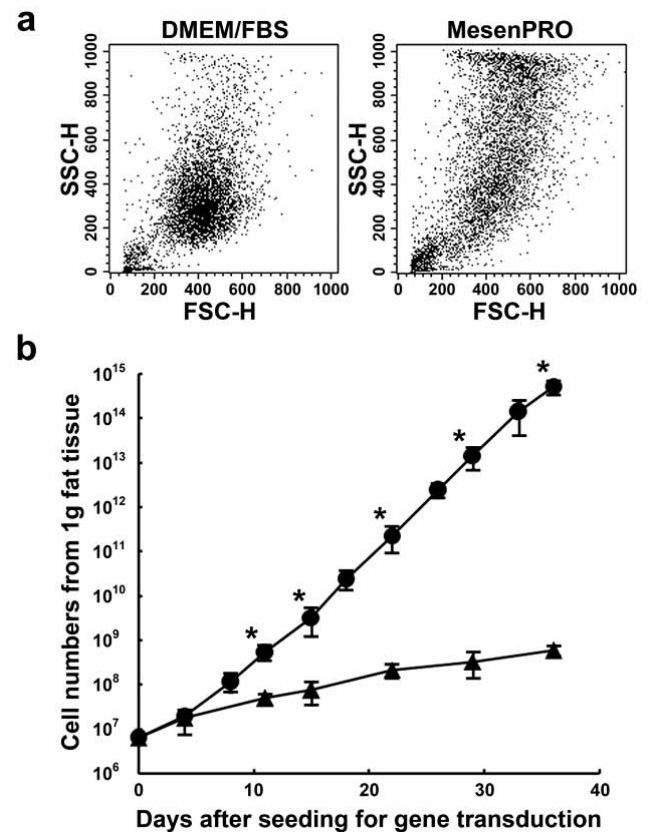 a
DMEM/FBS
MesenPRO
SSC-H
1000
800
600
400
200
0
0 200 400 600 800 1000
FSC-H
SSC-H
1000
800
600
400
200
0
0 200 400 600 800 1000
FSC-H
b
Cell numbers from 1g fat tissue
10¹⁵
10¹⁴
10¹³
10¹²
10¹¹
10¹⁰
10⁹
10⁸
10⁷
10⁶
* * * * *
0 10 20 30 40
Days after seeding for gene transduction